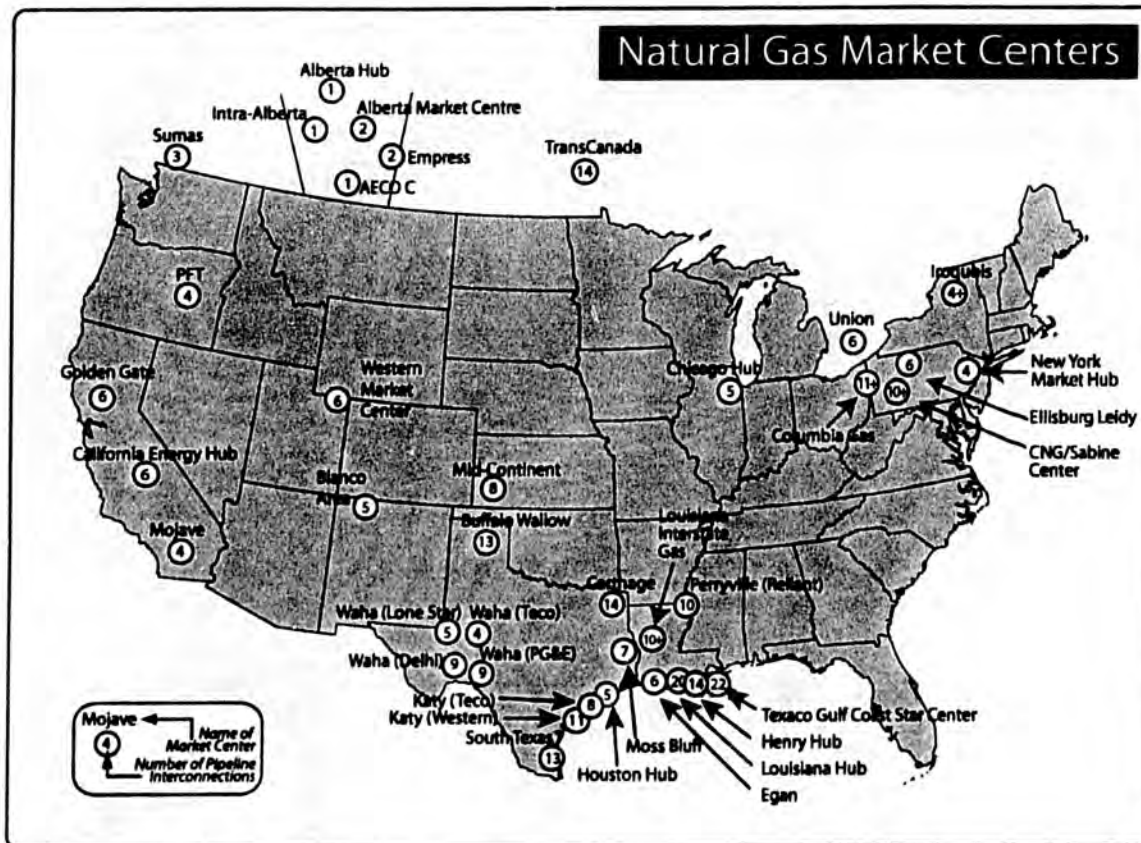 Natural Gas Market Centers
Alberta Hub
1
Intra-Alberta
1
Alberta Market Centre
2
Sumas
3
2
Empress
1
AECO C
TransCanada
14
PFT
4
Iroquois
4+
Union
6
Golden Gate
6
Western
Market
Center
6
Chicago Hub
5
11+
6
10+
4
New York
Market Hub
Ellisburg Leidy
Columbia Gas
CNG/Sabine
Center
California Energy Hub
6
Blanco
Area
5
Mid-Continent
8
Mojave
4
Buffalo Wallow
13
Louisiana
Interstate
Gas
10+
Carthage
14
Perryville (Reliant)
10
Waha (Lone Star)
5
Waha (Teco)
4
Waha (Delhi)
9
Waha (PG&E)
9
7
Katy (Teco)
8
Katy (Western)
11
South Texas
13
5
6
20
14
22
Texaco Gulf Coast Star Center
Henry Hub
Louisiana Hub
Egan
Moss Bluff
Houston Hub
Mojave
4
Name of
Market Center
Number of Pipeline
Interconnections